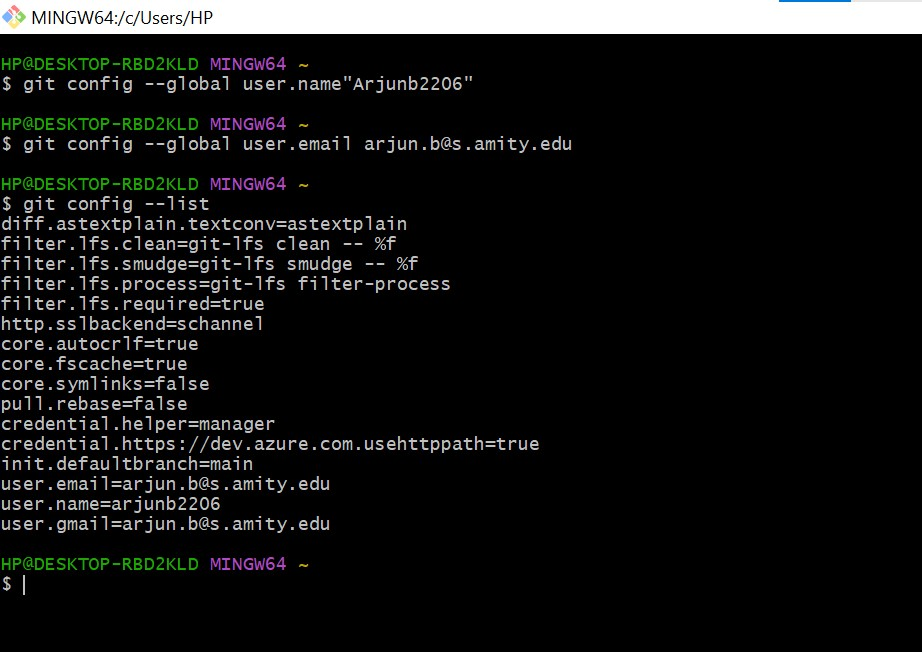 MINGW64:/c/Users/HP
HP@DESKTOP-RBD2KLD MINGW64 ~
$ git config --global user.name"Arjunb2206"
HP@DESKTOP-RBD2KLD MINGW64 ~
$ git config --global user.email arjun.b@s.amity.edu
HP@DESKTOP-RBD2KLD MINGW64 ~
$ git config --list
diff.astextplain.textconv=astextplain
filter.lfs.clean=git-lfs clean -- %f
filter.lfs.smudge=git-lfs smudge -- %f
filter.lfs.process=git-lfs filter-process
filter.lfs.required=true
http.sslbackend=schannel
core.autocrlf=true
core.fscache=true
core.symlinks=false
pull.rebase=false
credential.helper=manager
credential.https://dev.azure.com.usehttppath=true
init.defaultbranch=main
user.email=arjun.b@s.amity.edu
user.name=arjunb2206
user.gmail=arjun.b@s.amity.edu
HP@DESKTOP-RBD2KLD MINGW64 ~
$